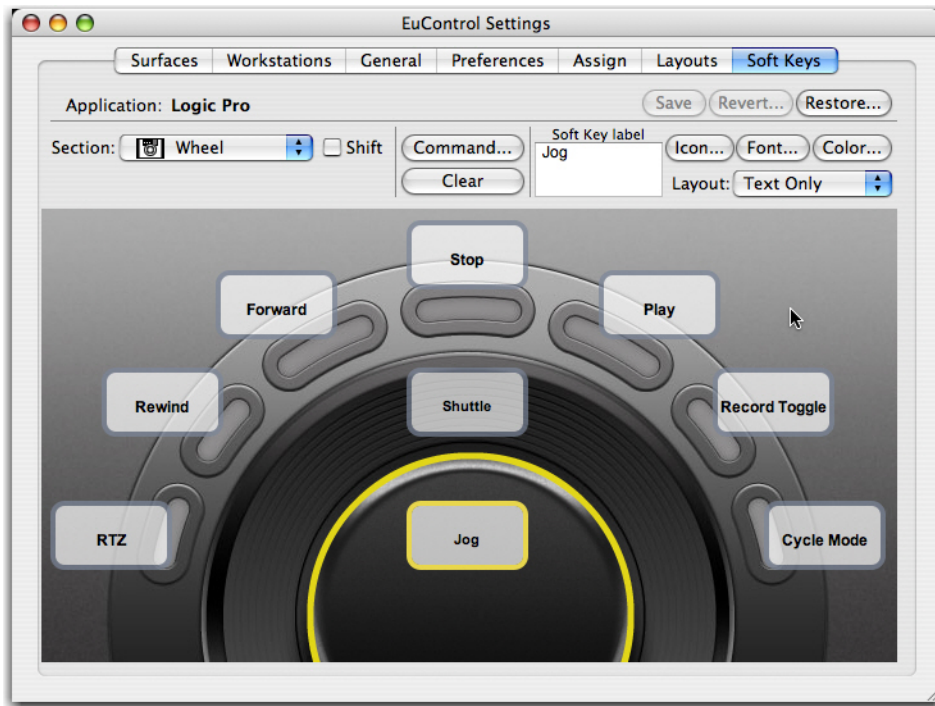 EuControl Settings
Surfaces Workstations General Preferences Assign Layouts Soft Keys
Application: Logic Pro Save Revert... Restore...
Section: Wheel Shift Command... Soft Key label Icon... Font... Color...
Jog
Clear Layout: Text Only
Stop
Forward Play
Rewind Shuttle Record Toggle
RTZ Jog Cycle Mode